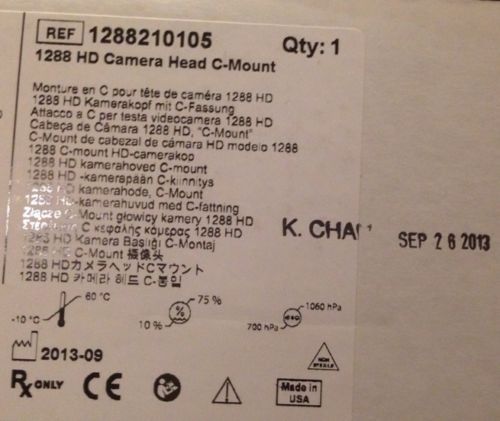 REF 1288210105 Qty: 1
1288 HD Camera Head C-Mount
Monture en C pour tête de caméra 1288 HD
1288 HD Kamerakopf mit C-Fassung
Attacco a C per testa videocamera 1288 HD
Cabeça de Câmara 1288 HD, "C-Mount"
C-Mount de cabezal de cámara HD modelo 1288
1288 C-mount HD-camerakop
1288 HD kamerahoved C-mount
1288 HD -kamerapään C-kiinnitys
1288 HD kamerahode, C-Mount
1288 HD-kamerahuvud med C-fattning
Złącze C-Mount głowicy kamery 1288 HD
C κεφαλής κάμερας 1288 HD
1288 HD Kamera Başlığı C-Montaj
1288 HD C-Mount 摄像头
1288 HDカメラヘッドCマウント
1288 HD 카메라 헤드 C-마운트
K. CHAN SEP 26 2013
-10 °C 60 °C
10 % % 75 %
700 hPa 1060 hPa
2013-09
NON STERILE
Rx ONLY CE Made in USA